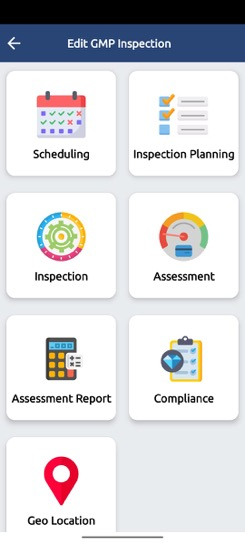 Edit GMP Inspection
Scheduling
Inspection Planning
Inspection
Assessment
Assessment Report
Compliance
Geo Location